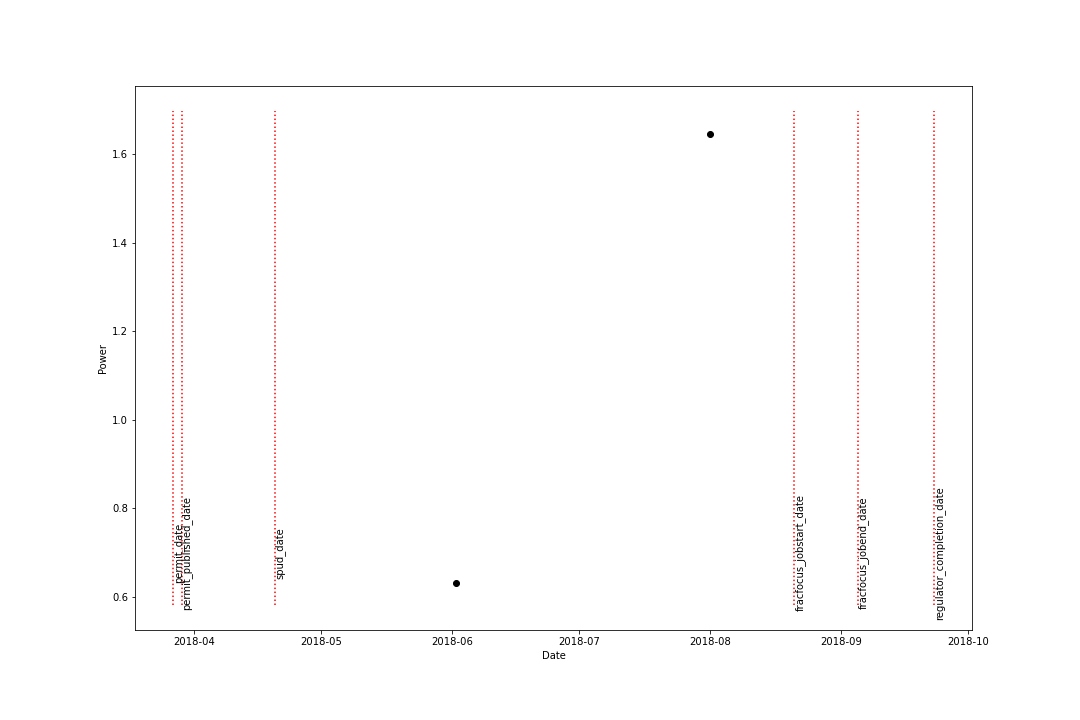 1.6
1.4
1.2
1.0
0.8
0.6
Power
permit_date
permit_published_date
spud_date
fracfocus_jobstart_date
fracfocus_jobend_date
regulator_completion_date
2018-04 2018-05 2018-06 2018-07 2018-08 2018-09 2018-10
Date